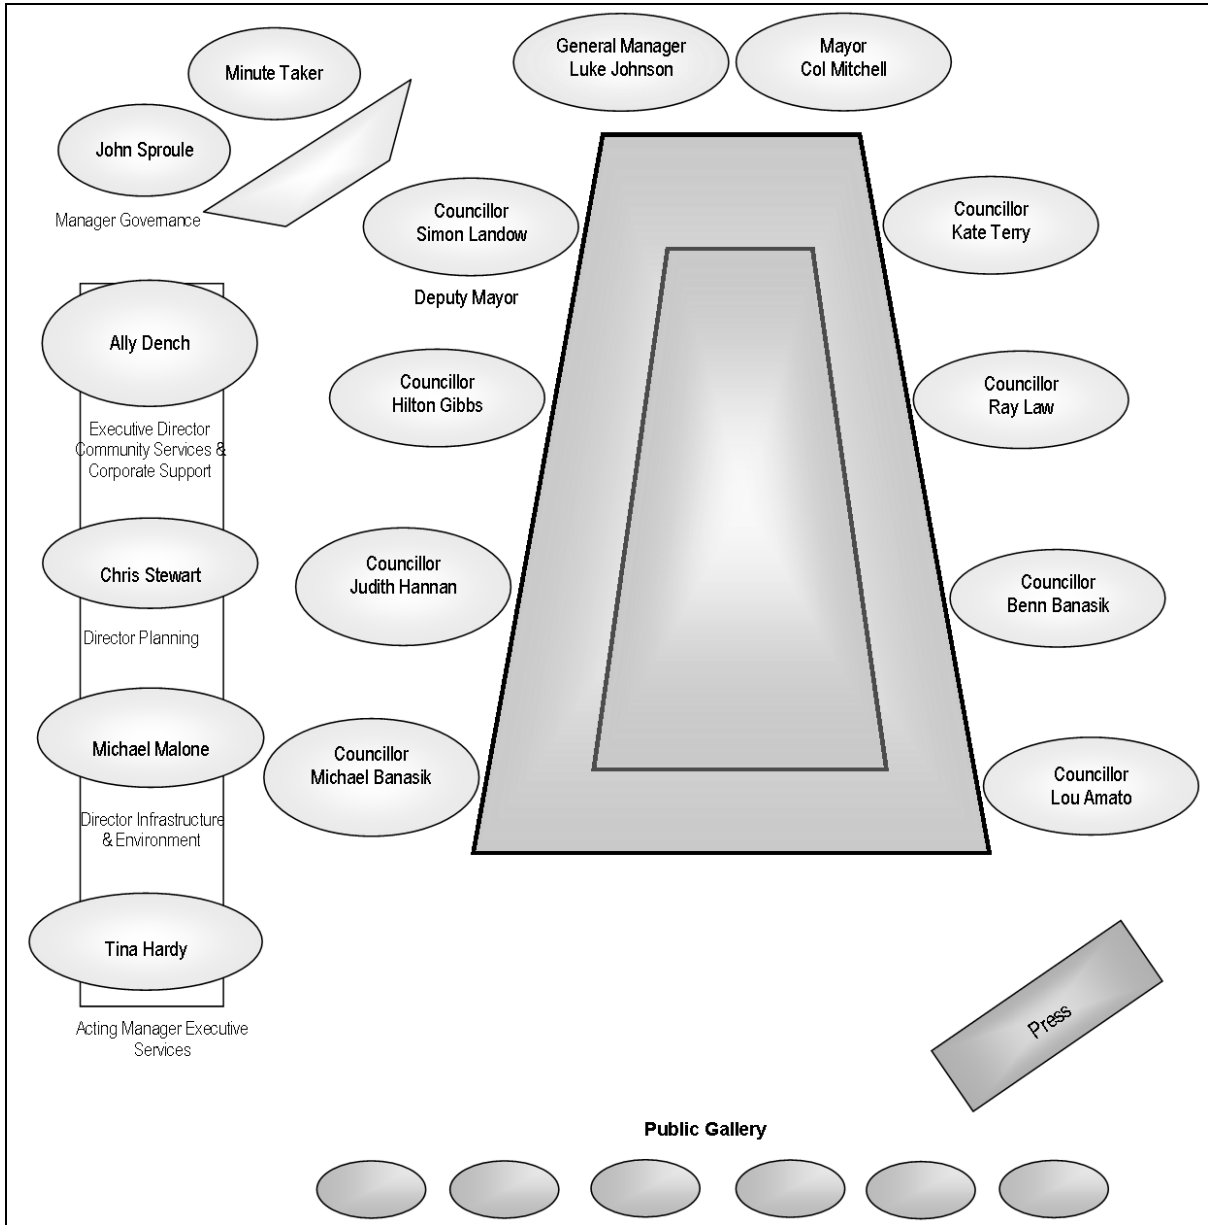 General Manager
Luke Johnson
Mayor
Col Mitchell
Minute Taker
John Sproule
Manager Governance
Councillor
Simon Landow
Deputy Mayor
Councillor
Kate Terry
Ally Dench
Executive Director
Community Services &
Corporate Support
Councillor
Hilton Gibbs
Councillor
Ray Law
Chris Stewart
Director Planning
Councillor
Judith Hannan
Councillor
Benn Banasik
Michael Malone
Director Infrastructure
& Environment
Councillor
Michael Banasik
Councillor
Lou Amato
Tina Hardy
Acting Manager Executive
Services
Press
Public Gallery